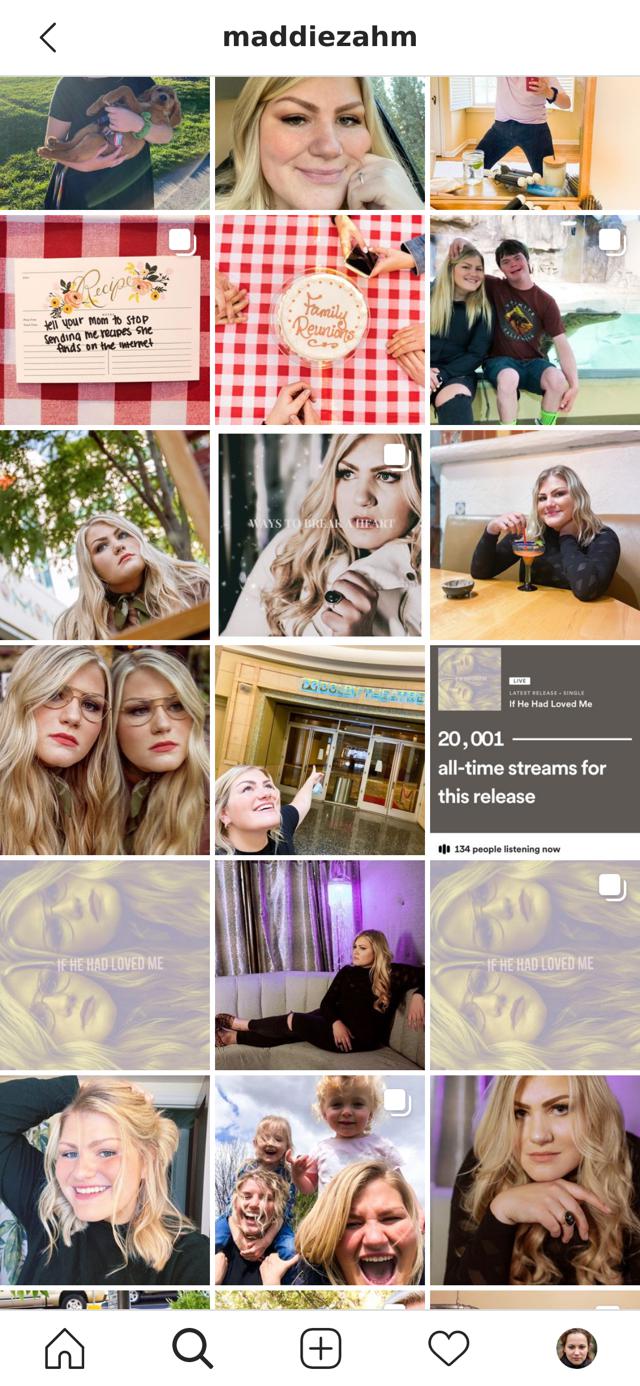 maddiezahm
Recipe
tell your mom to stop
sending me recipes she
finds on the internet
Family
Reunions
WAYS TO BREAK A HEART
DOLBY THEATRE
LIVE
LATEST RELEASE • SINGLE
If He Had Loved Me
20,001
all-time streams for
this release
134 people listening now
IF HE HAD LOVED ME
IF HE HAD LOVED ME